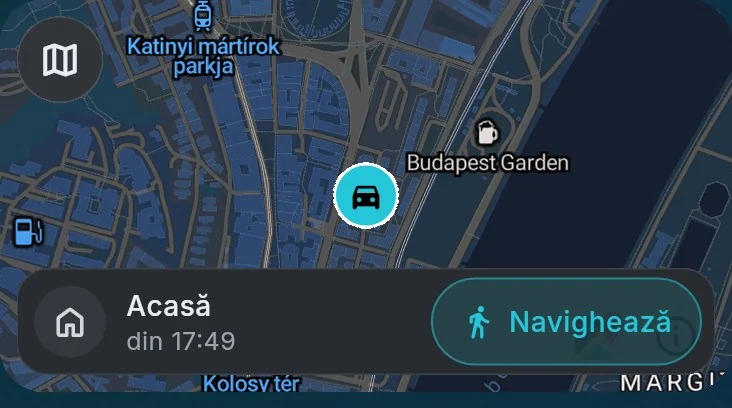 Katinyi mártírok
parkja
Budapest Garden
Acasă
din 17:49
Navighează
Kolosy tér
MARGI